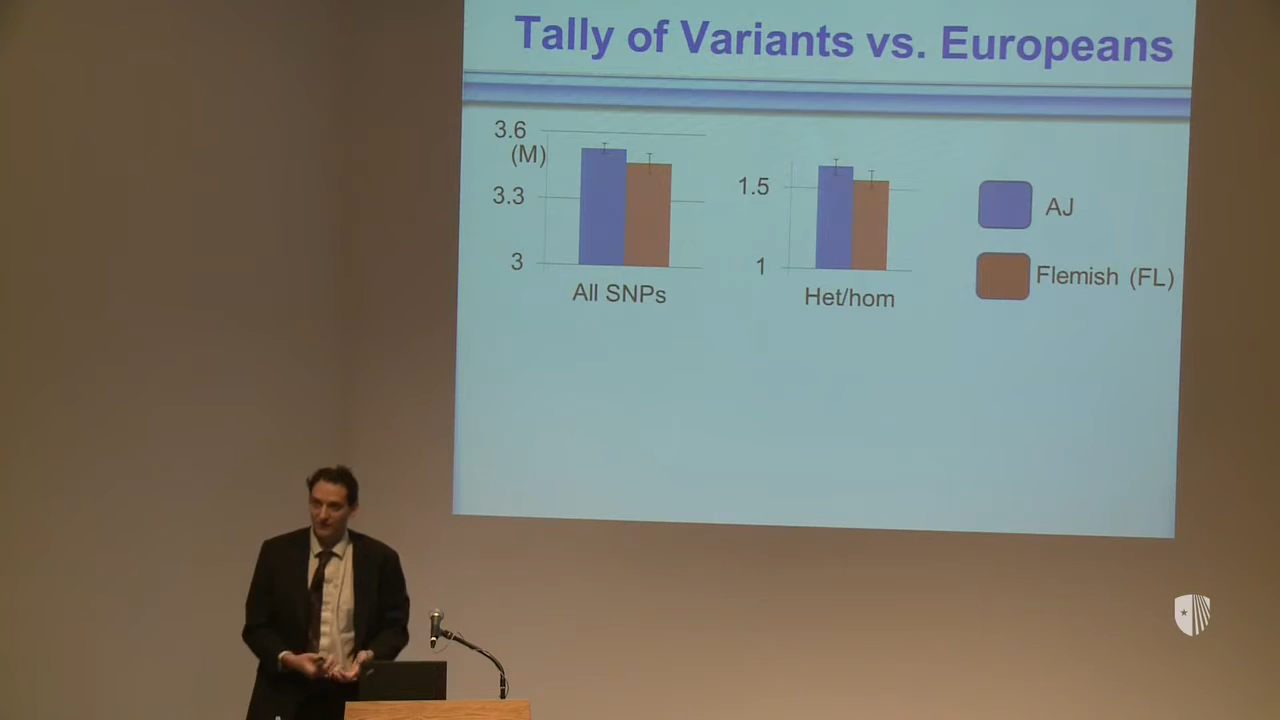 Tally of Variants vs. Europeans
3.6
(M)
3.3
3
All SNPs
1.5
1
Het/hom
AJ
Flemish (FL)